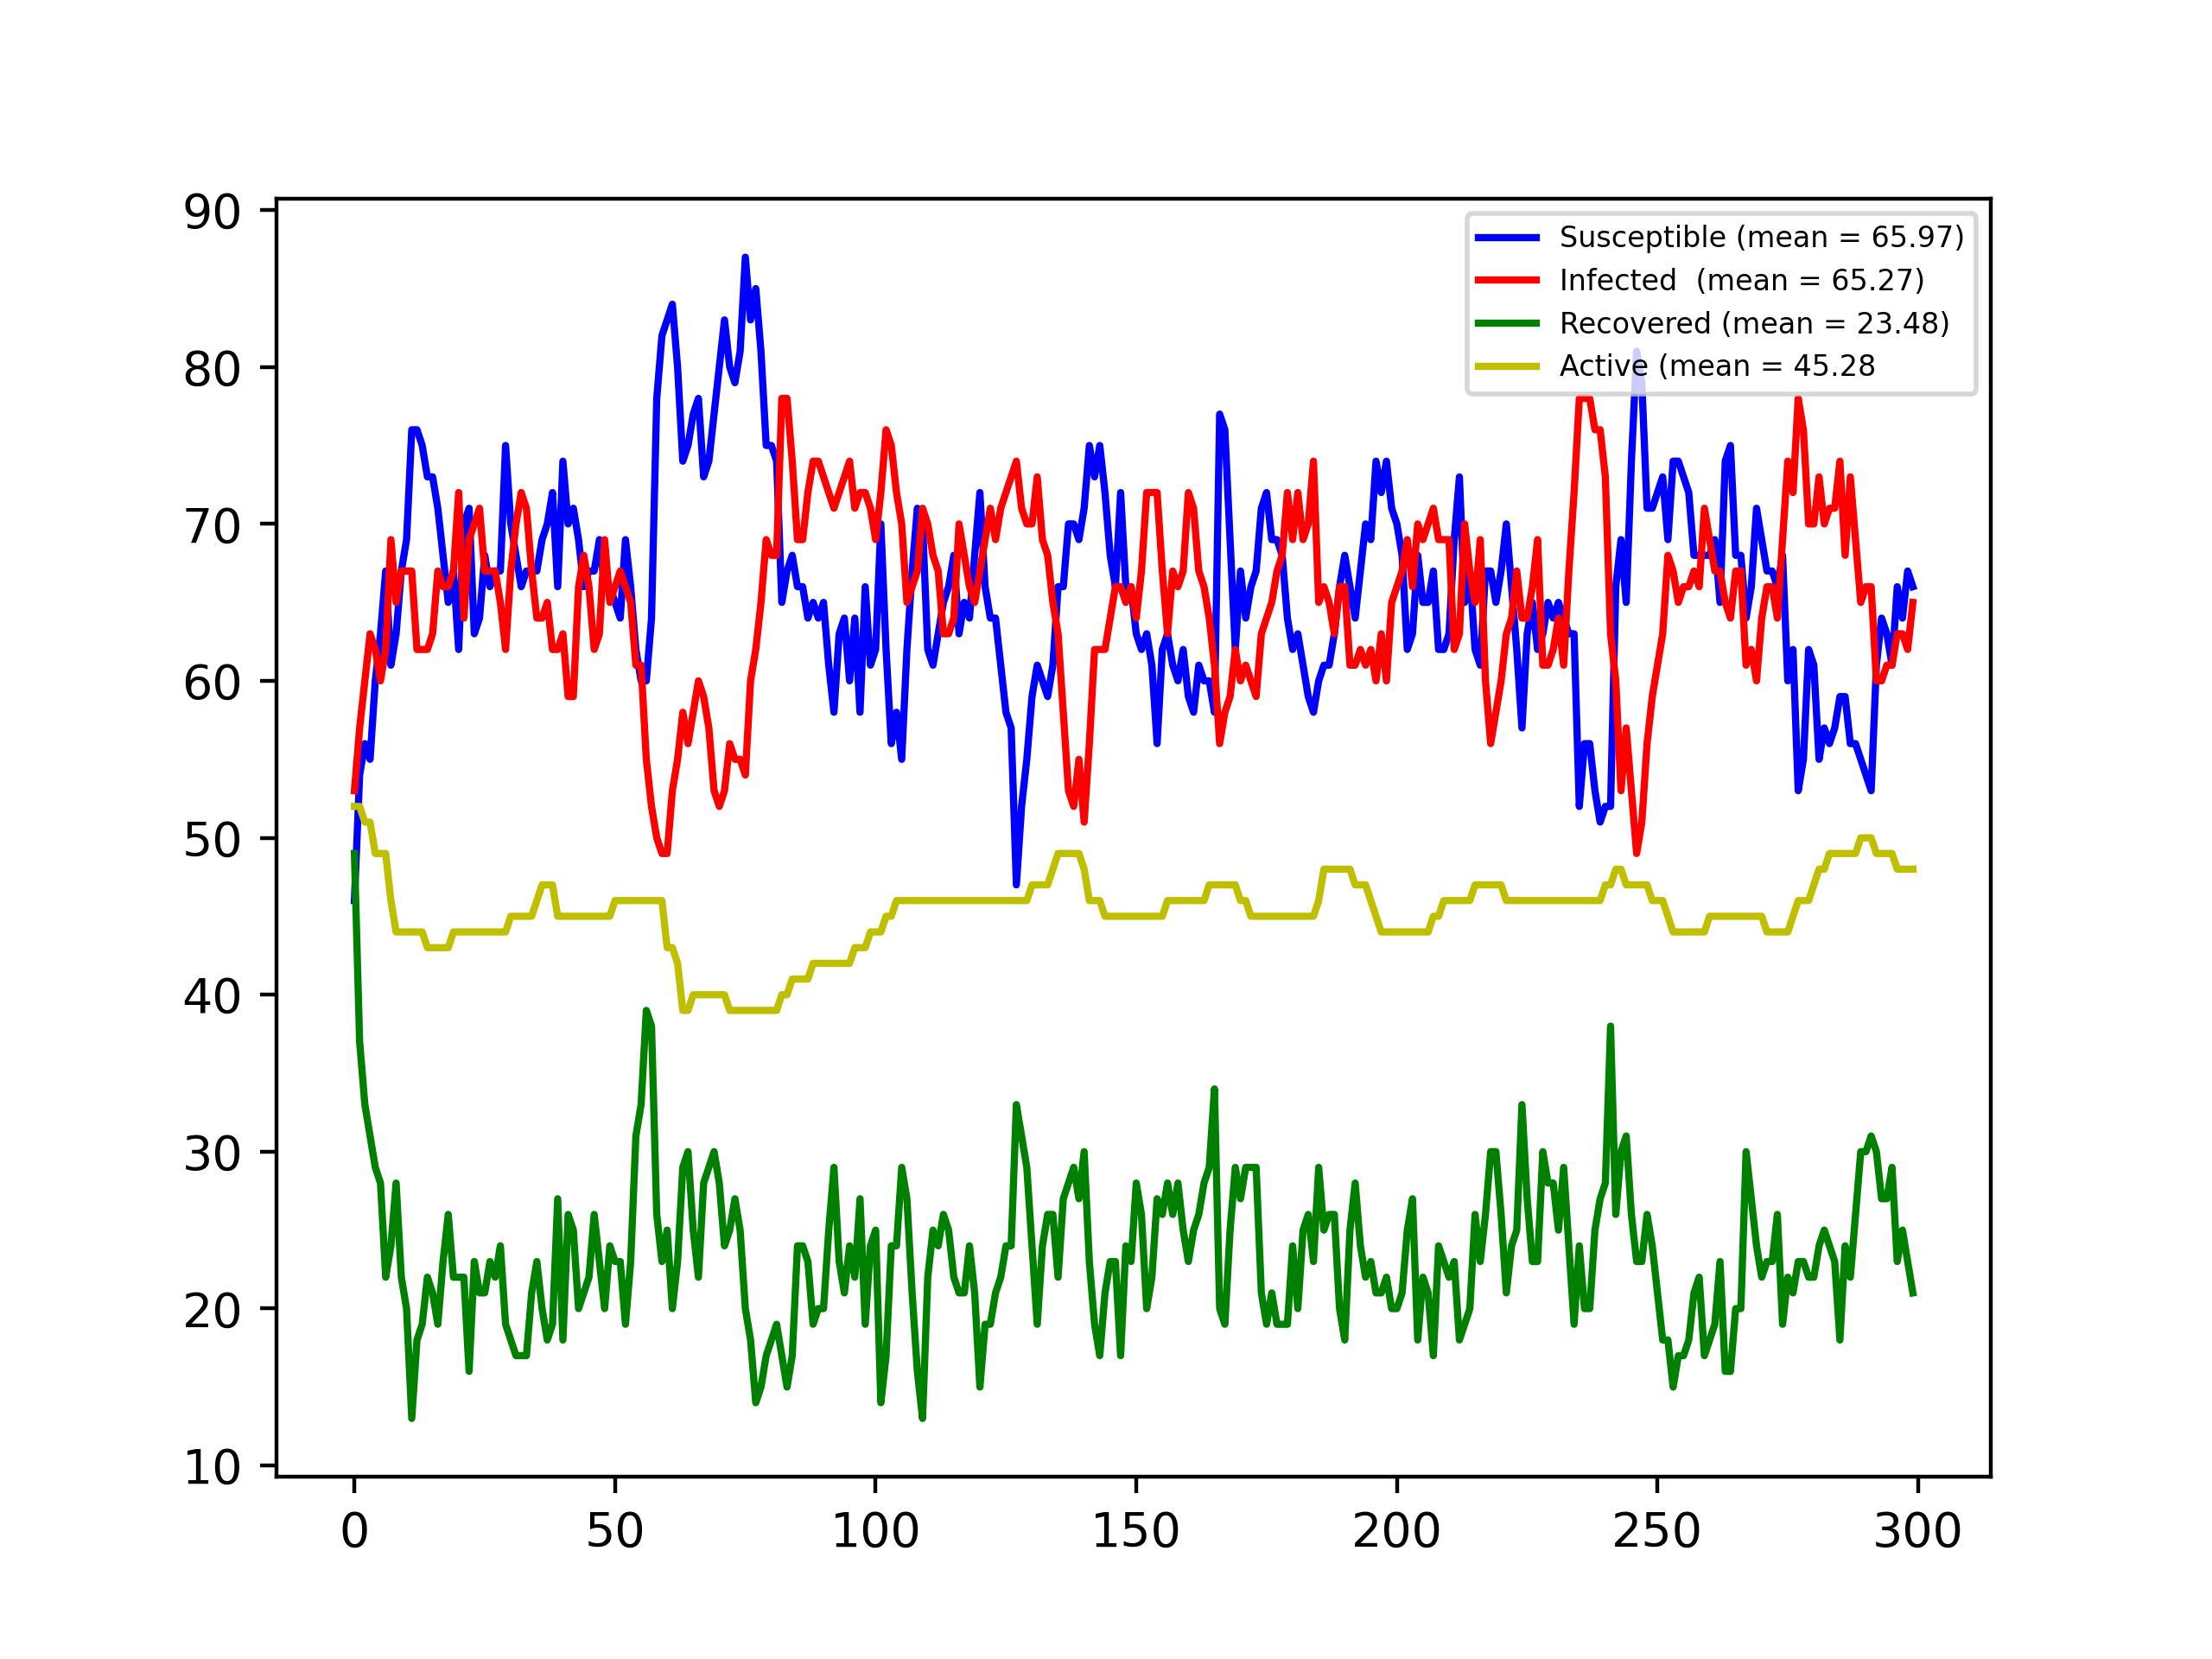 90
80
70
60
50
40
30
20
10
0 50 100 150 200 250 300
Susceptible (mean = 65.97)
Infected  (mean = 65.27)
Recovered (mean = 23.48)
Active (mean = 45.28